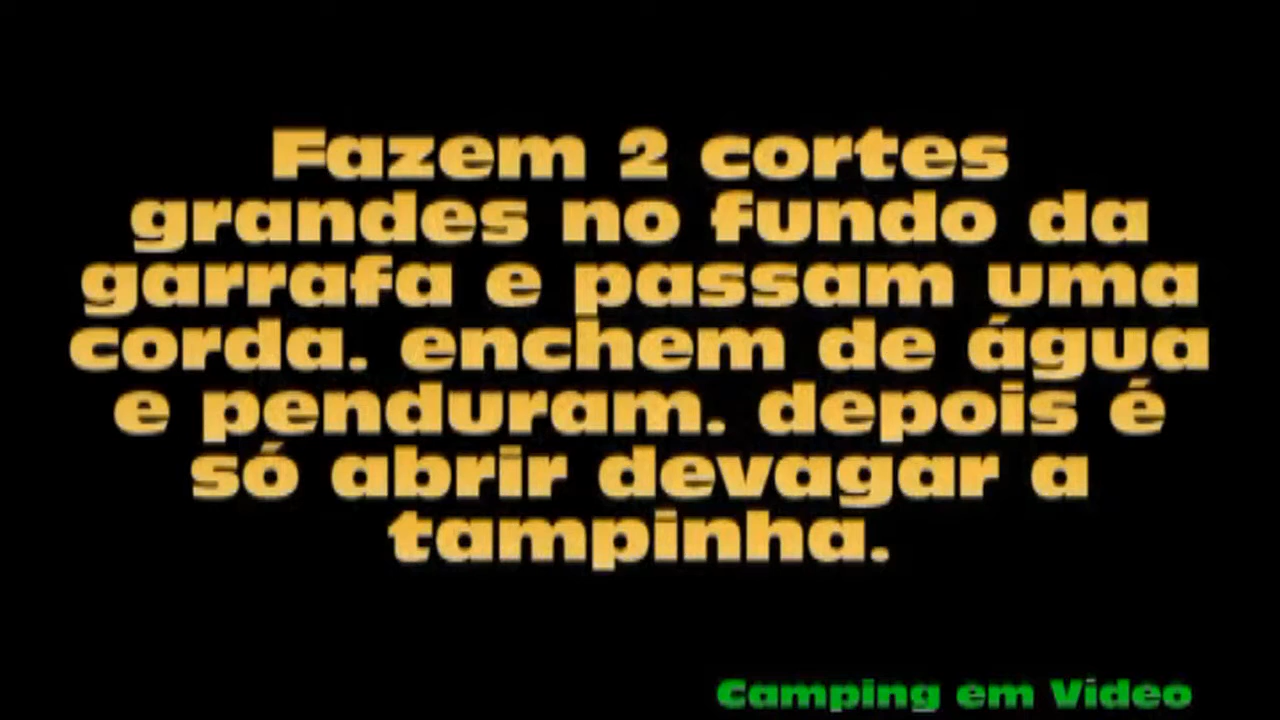 Fazem 2 cortes
grandes no fundo da
garrafa e passam uma
corda. enchem de água
e penduram. depois é
só abrir devagar a
tampinha.
Camping em Video